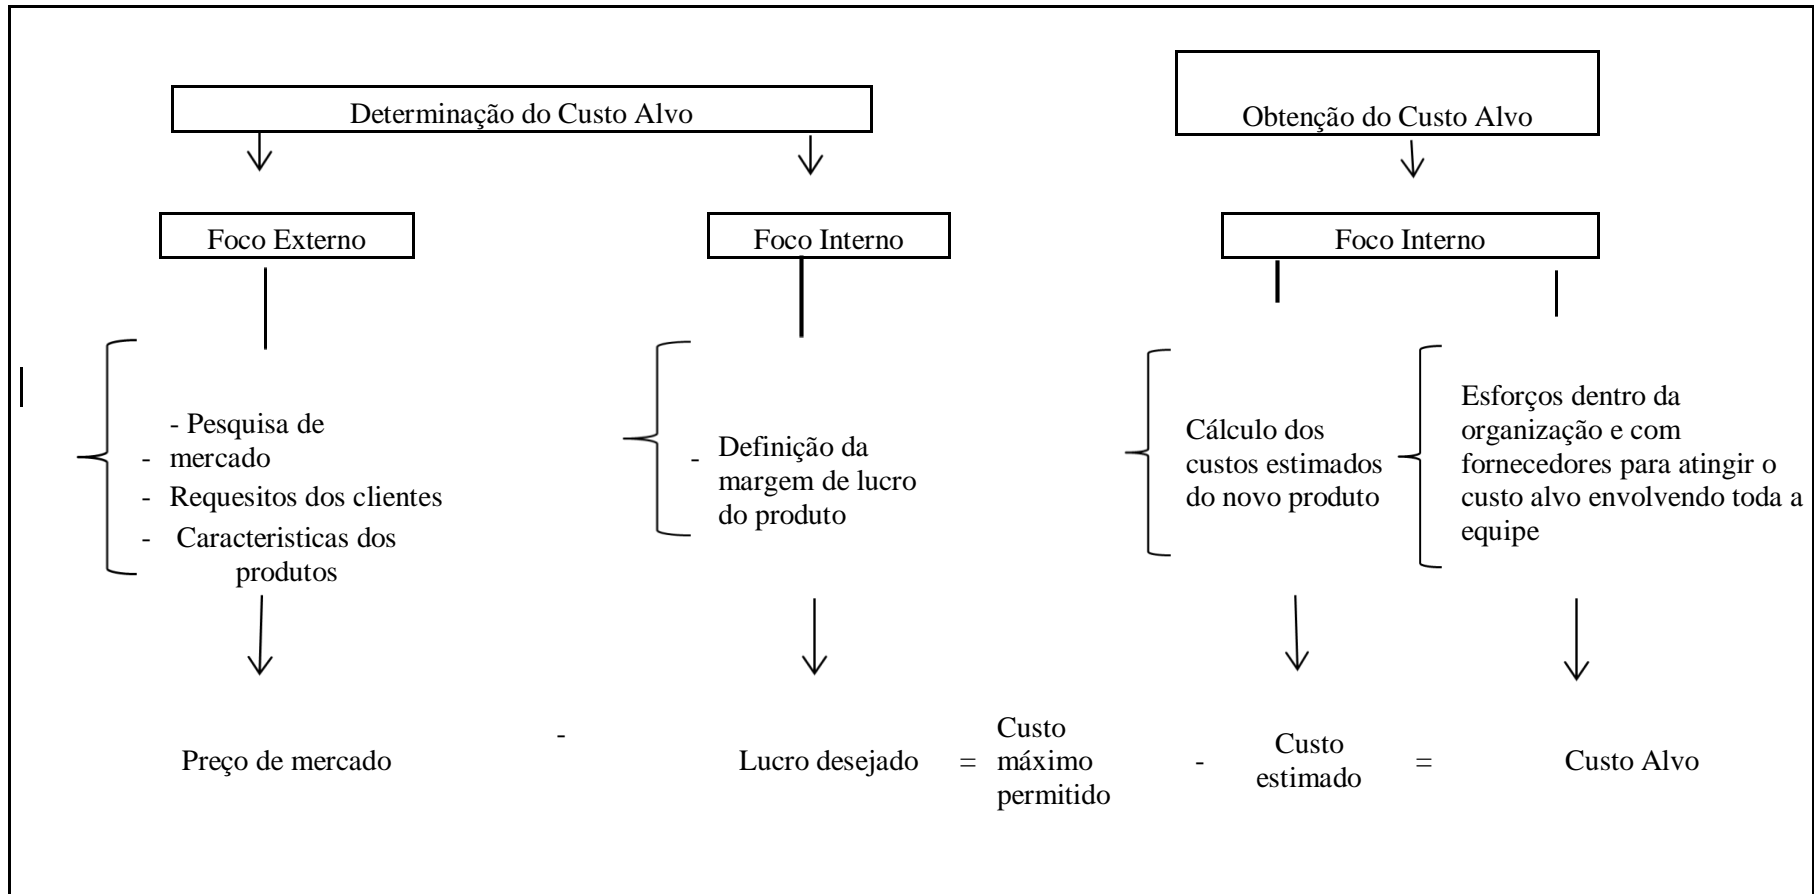 Determinação do Custo Alvo
Obtenção do Custo Alvo
Foco Externo
Foco Interno
Foco Interno
- Pesquisa de
- mercado
- Requesitos dos clientes
- Caracteristicas dos
produtos
- Definição da
margem de lucro
do produto
Cálculo dos
custos estimados
do novo produto
Esforços dentro da
organização e com
fornecedores para atingir o
custo alvo envolvendo toda a
equipe
Preço de mercado
-
Lucro desejado
=
Custo
máximo
permitido
-
Custo
estimado
=
Custo Alvo